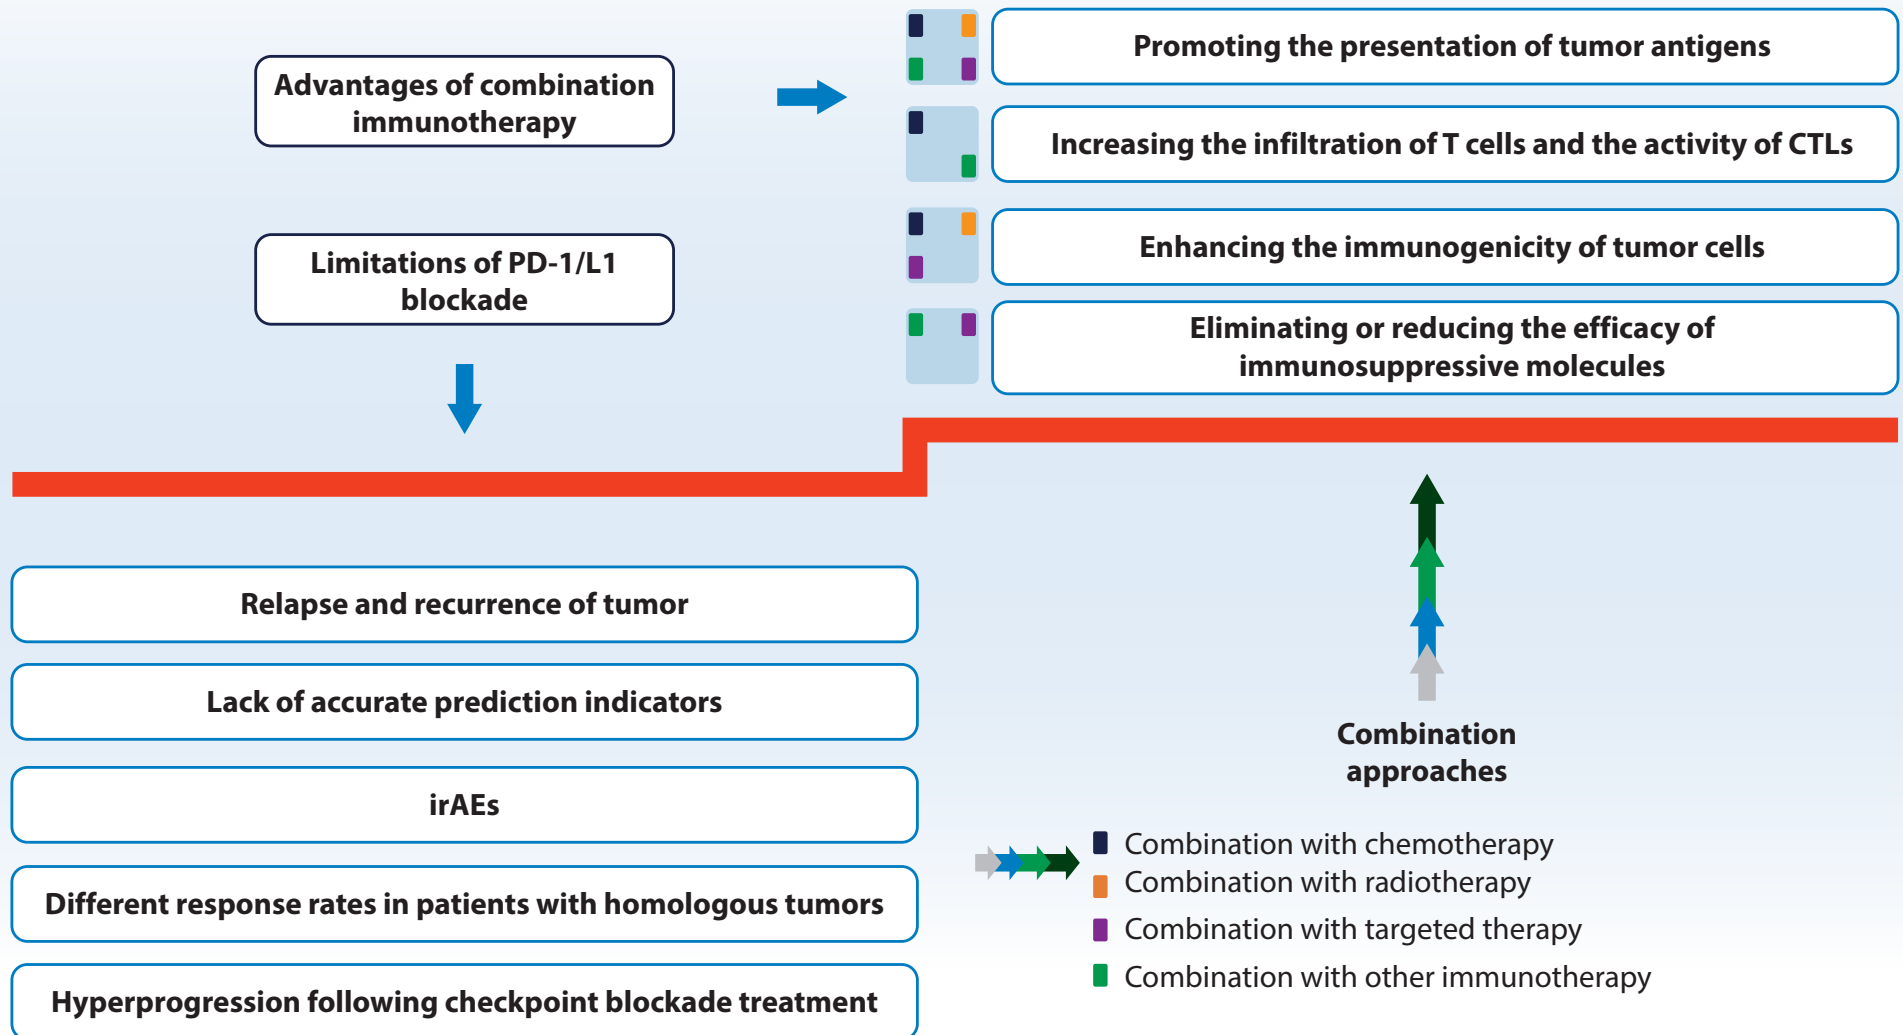 Advantages of combination
immunotherapy
Promoting the presentation of tumor antigens
Increasing the infiltration of T cells and the activity of CTLs
Limitations of PD-1/L1
blockade
Enhancing the immunogenicity of tumor cells
Eliminating or reducing the efficacy of
immunosuppressive molecules
Relapse and recurrence of tumor
Lack of accurate prediction indicators
irAEs
Different response rates in patients with homologous tumors
Hyperprogression following checkpoint blockade treatment
Combination
approaches
Combination with chemotherapy
Combination with radiotherapy
Combination with targeted therapy
Combination with other immunotherapy